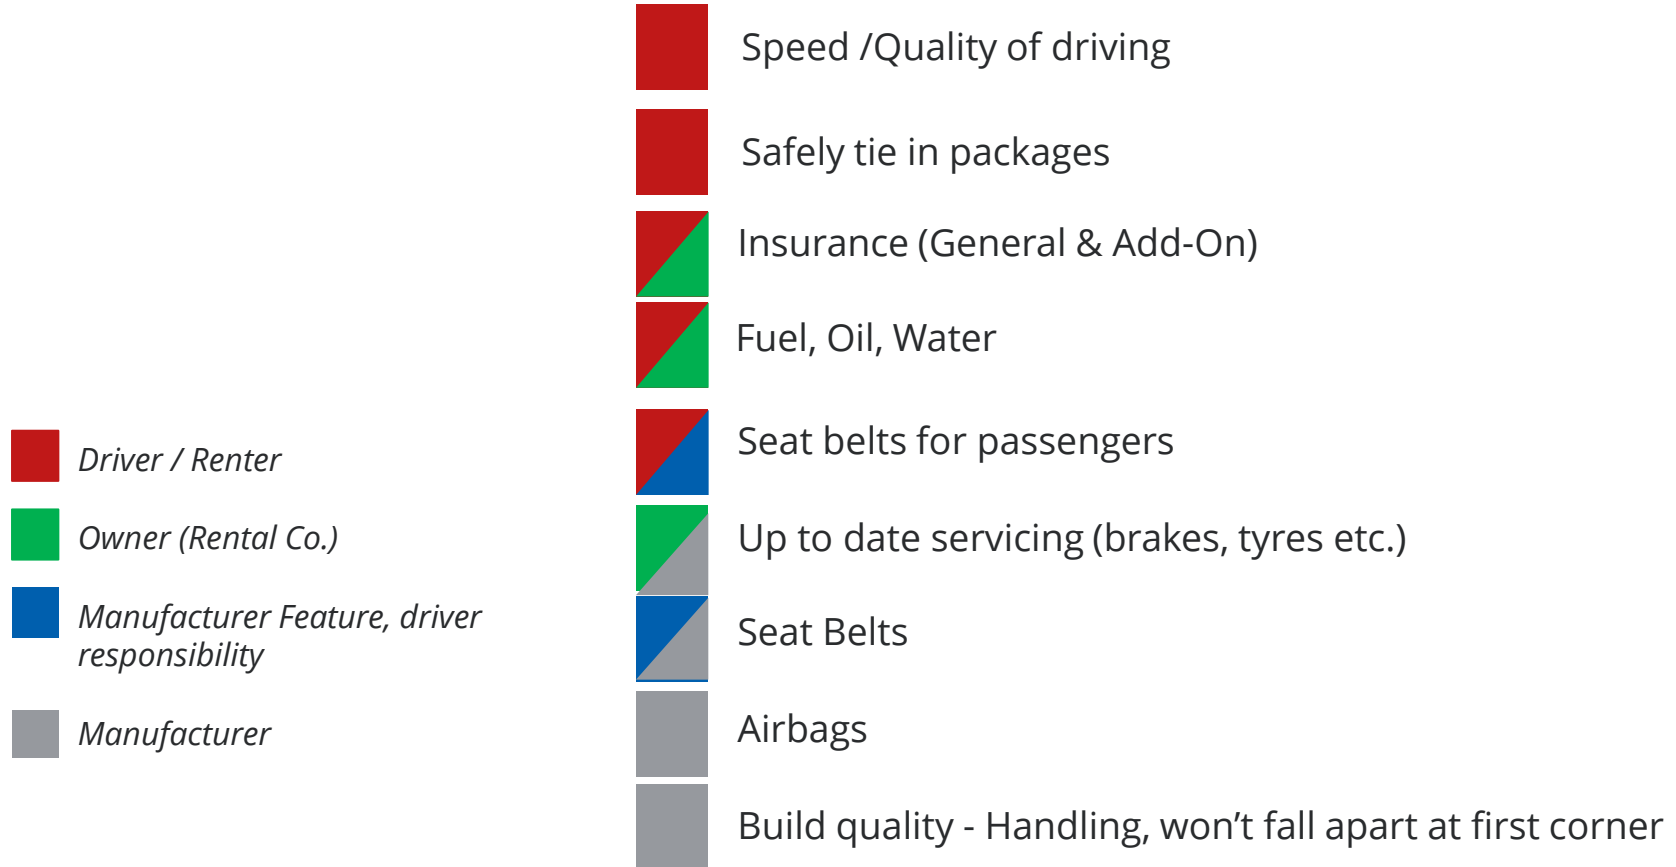 Speed /Quality of driving
Safely tie in packages
Insurance (General & Add-On)
Fuel, Oil, Water
Seat belts for passengers
Up to date servicing (brakes, tyres etc.)
Seat Belts
Airbags
Build quality - Handling, won’t fall apart at first corner
Driver / Renter
Owner (Rental Co.)
Manufacturer Feature, driver
responsibility
Manufacturer